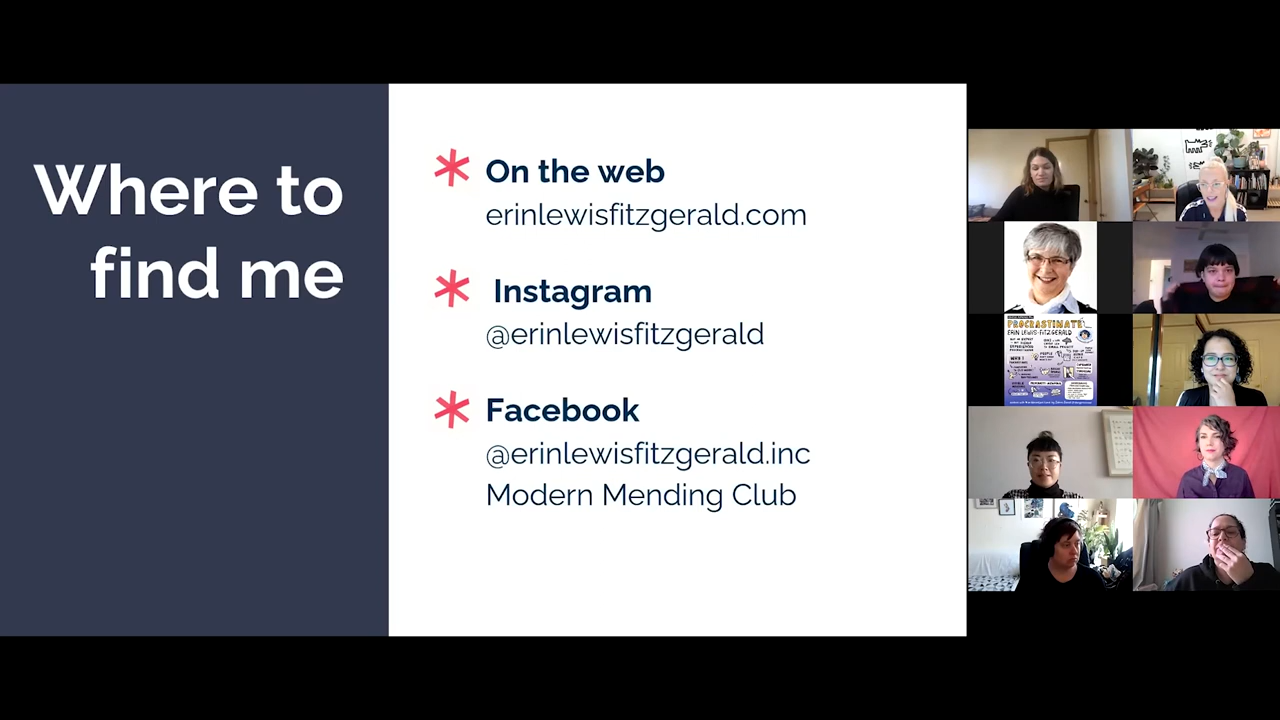 Where to
find me
On the web
erinlewisfitzgerald.com
Instagram
@erinlewisfitzgerald
Facebook
@erinlewisfitzgerald.inc
Modern Mending Club
PROCRASTIMATE
ERIN LEWIS-FITZGERALD